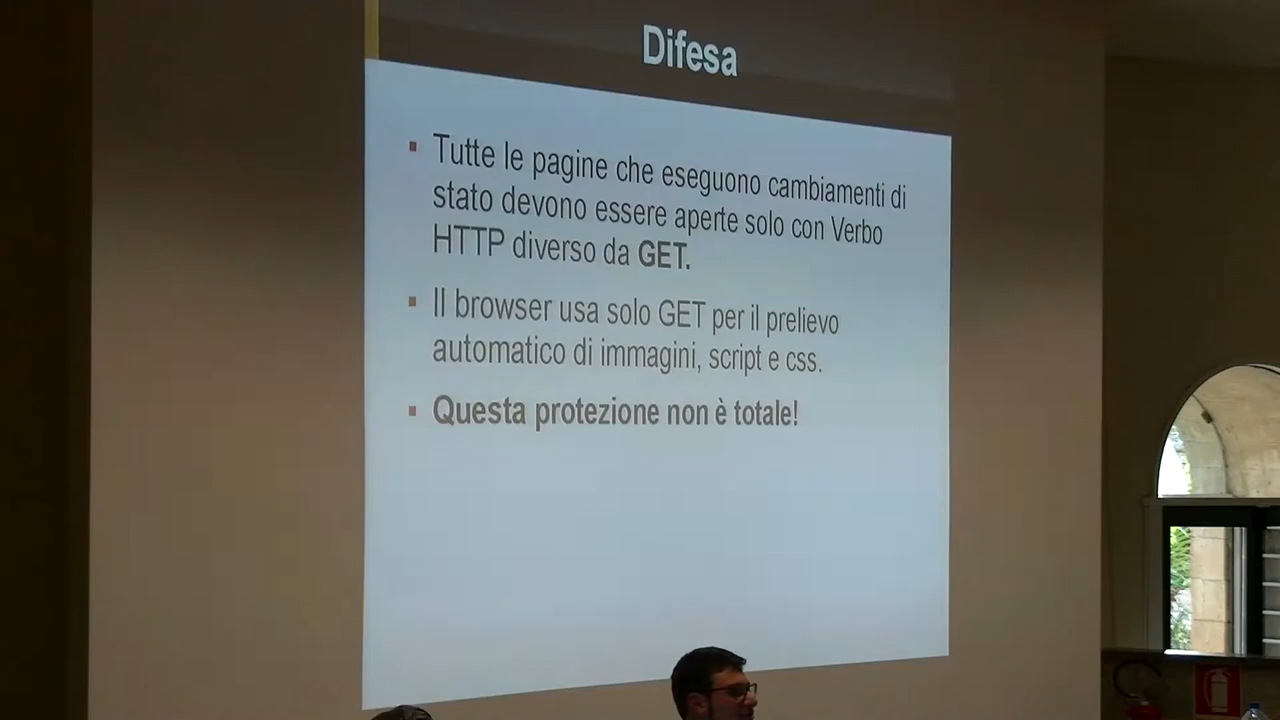 Difesa
Tutte le pagine che eseguono cambiamenti di
stato devono essere aperte solo con Verbo
HTTP diverso da GET.
Il browser usa solo GET per il prelievo
automatico di immagini, script e css.
Questa protezione non è totale!